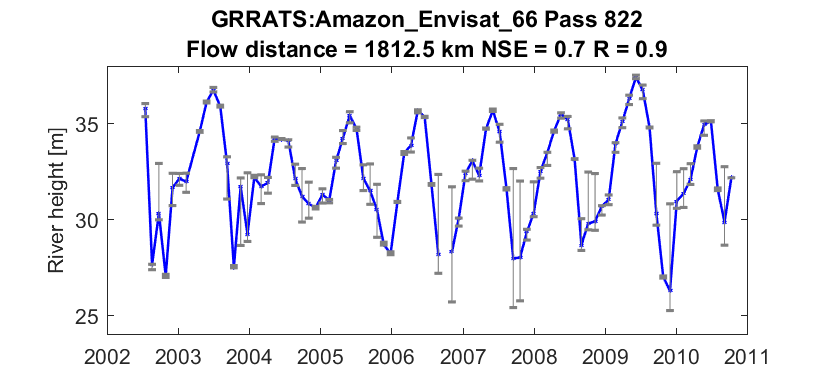 GRRATS:Amazon_Envisat_66 Pass 822
Flow distance = 1812.5 km NSE = 0.7 R = 0.9
River height [m]
35
30
25
2002 2003 2004 2005 2006 2007 2008 2009 2010 2011